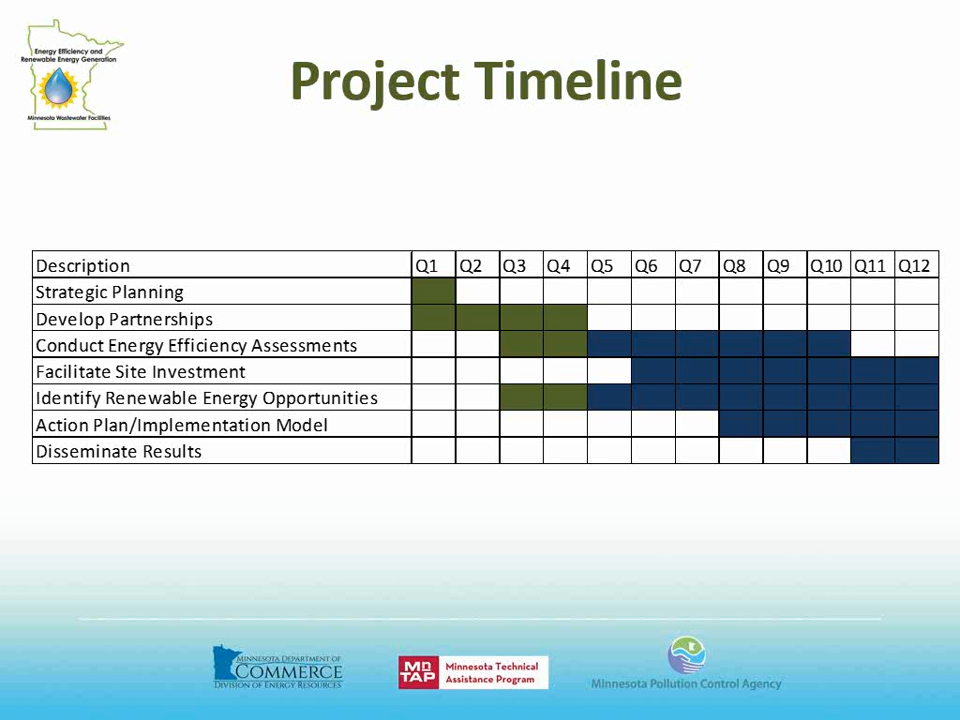 Energy Efficiency and
Renewable Energy Generation
Minnesota Wastewater Facilities
Project Timeline
Description Q1 Q2 Q3 Q4 Q5 Q6 Q7 Q8 Q9 Q10 Q11 Q12
Strategic Planning
Develop Partnerships
Conduct Energy Efficiency Assessments
Facilitate Site Investment
Identify Renewable Energy Opportunities
Action Plan/Implementation Model
Disseminate Results
MINNESOTA DEPARTMENT OF
COMMERCE
DIVISION OF ENERGY RESOURCES
MnTAP
Minnesota Technical
Assistance Program
Minnesota Pollution Control Agency